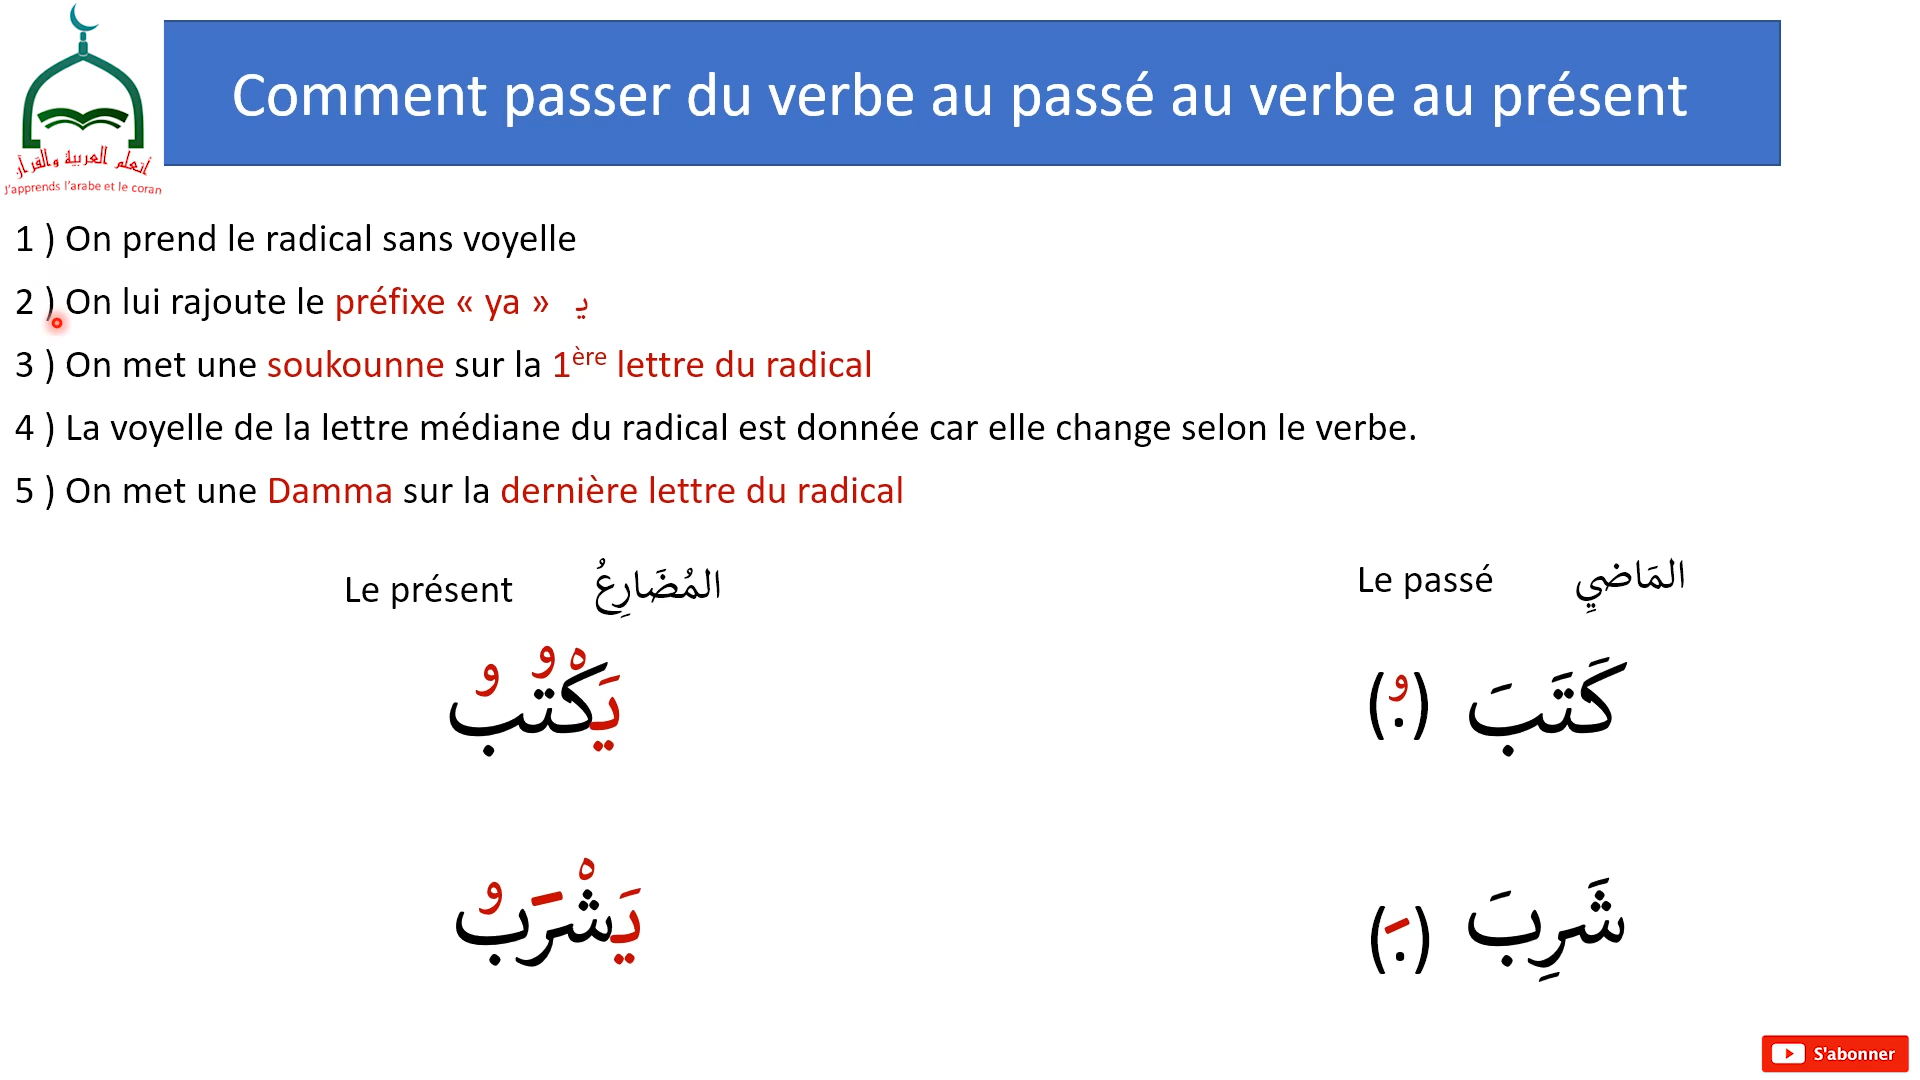 أتعلم العربية والقرآن
J'apprends l'arabe et le coran
Comment passer du verbe au passé au verbe au présent
1 ) On prend le radical sans voyelle
2 ) On lui rajoute le préfixe « ya » يـ
3 ) On met une soukounne sur la 1ère lettre du radical
4 ) La voyelle de la lettre médiane du radical est donnée car elle change selon le verbe.
5 ) On met une Damma sur la dernière lettre du radical
Le présent المُضَارِعُ
Le passé المَاضيِ
يَكْتُبُ
كَتَبَ (ُ.)
يَشْرَبُ
شَرِبَ (َ.)
S'abonner